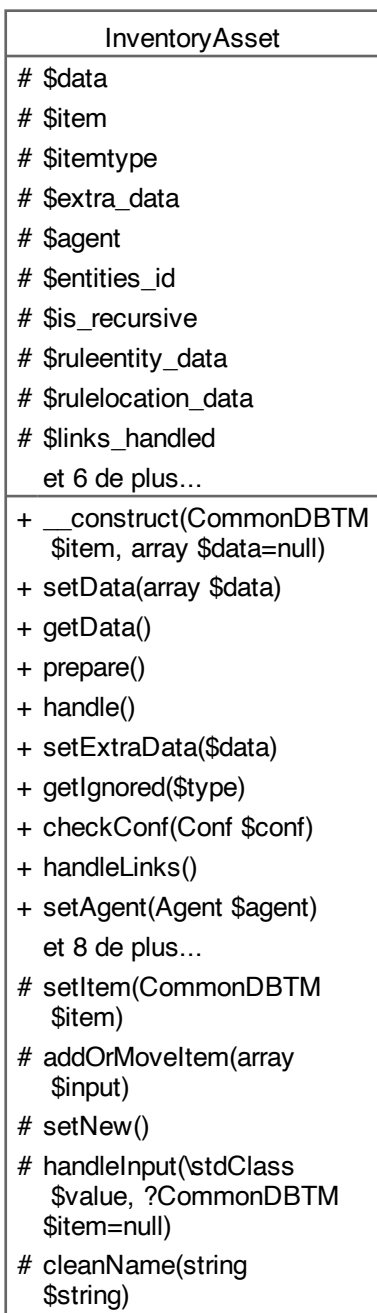 InventoryAsset
# $data
# $item
# $itemtype
# $extra_data
# $agent
# $entities_id
# $is_recursive
# $ruleentity_data
# $rulelocation_data
# $links_handled
et 6 de plus...
+ __construct(CommonDBTM
$item, array $data=null)
+ setData(array $data)
+ getData()
+ prepare()
+ handle()
+ setExtraData($data)
+ getIgnored($type)
+ checkConf(Conf $conf)
+ handleLinks()
+ setAgent(Agent $agent)
et 8 de plus...
# setItem(CommonDBTM
$item)
# addOrMoveItem(array
$input)
# setNew()
# handleInput(\stdClass
$value, ?CommonDBTM
$item=null)
# cleanName(string
$string)